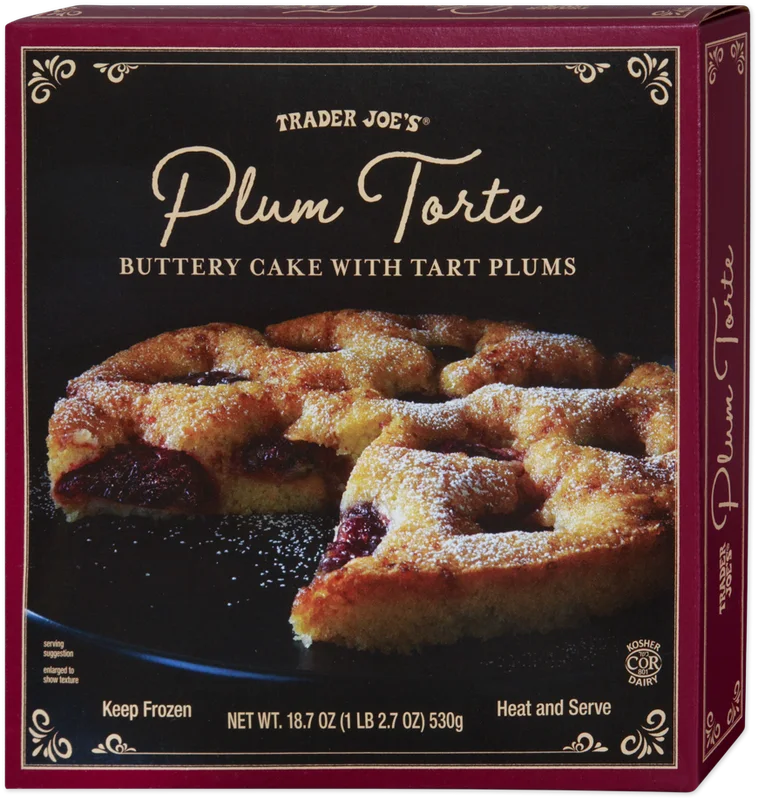 TRADER JOE'S®
Plum Torte
BUTTERY CAKE WITH TART PLUMS
serving
suggestion
enlarged to
show texture
Keep Frozen
NET WT. 18.7 OZ (1 LB 2.7 OZ) 530g
Heat and Serve
KOSHER
COR
801
DAIRY
TRADER
JOE'S®
Plum Torte